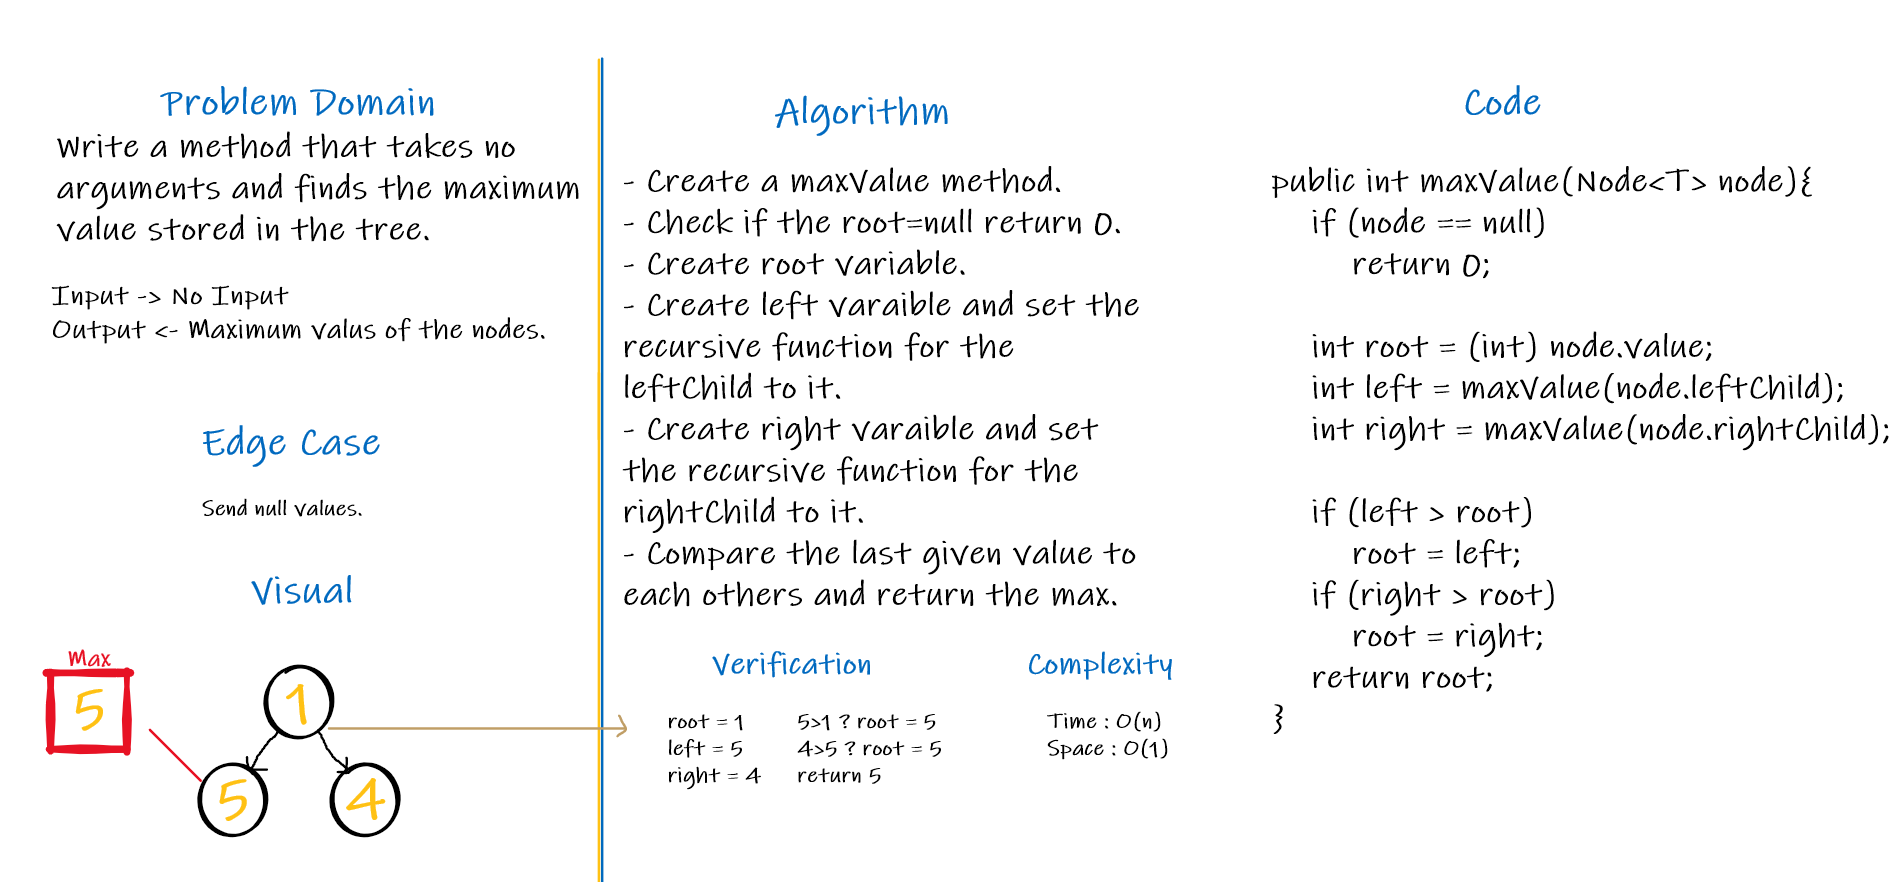 Problem Domain
Write a method that takes no
arguments and finds the maximum
value stored in the tree.
Input -> No Input
Output <- Maximum valus of the nodes.
Edge Case
Send null values.
Visual
Max
5
1
5
4
Algorithm
- Create a maxValue method.
- Check if the root=null return 0.
- Create root variable.
- Create left varaible and set the
recursive function for the
leftChild to it.
- Create right varaible and set
the recursive function for the
rightChild to it.
- Compare the last given value to
each others and return the max.
Verification
root = 1 5>1 ? root = 5
left = 5 4>5 ? root = 5
right = 4 return 5
Complexity
Time : O(n)
Space : O(1)
Code
public int maxValue(Node<T> node){
if (node == null)
return 0;
int root = (int) node.value;
int left = maxValue(node.leftChild);
int right = maxValue(node.rightChild);
if (left > root)
root = left;
if (right > root)
root = right;
return root;
}